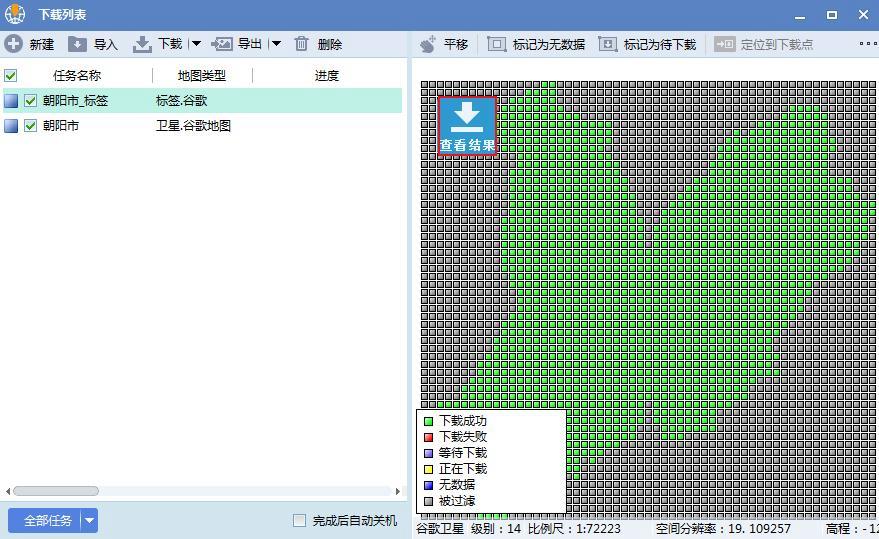 下载列表
新建 导入 下载 导出 删除
平移 标记为无数据 标记为待下载 定位到下载点
任务名称 地图类型 进度
朝阳市_标签 标签.谷歌
朝阳市 卫星.谷歌地图
查看结果
下载成功
下载失败
等待下载
正在下载
无数据
被过滤
全部任务 完成后自动关机
谷歌卫星 级别：14 比例尺：1:72223 空间分辨率：19.109257 高程：-12